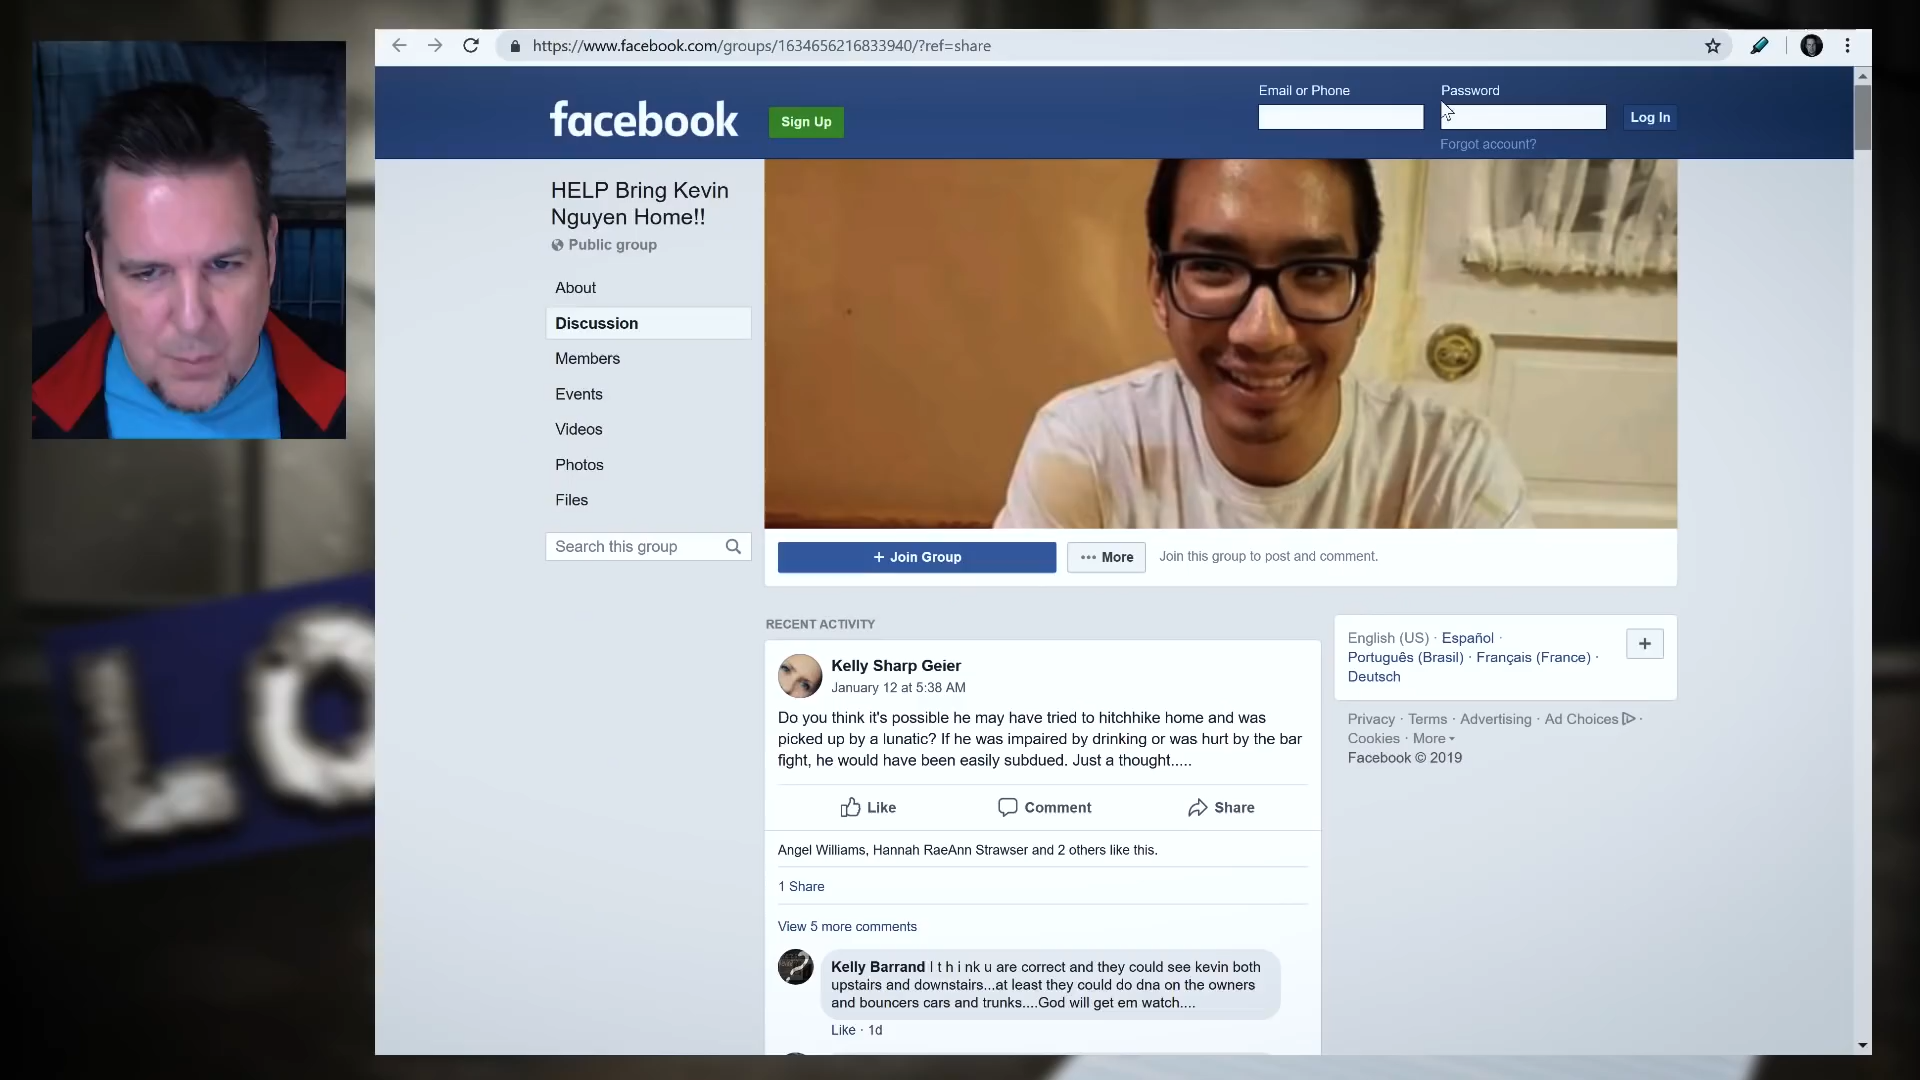 https://www.facebook.com/groups/1634656216833940/?ref=share
facebook
Sign Up
Email or Phone
Password
Log In
Forgot account?
HELP Bring Kevin
Nguyen Home!!
Public group
About
Discussion
Members
Events
Videos
Photos
Files
Search this group
+ Join Group
••• More
Join this group to post and comment.
RECENT ACTIVITY
Kelly Sharp Geier
January 12 at 5:38 AM
Do you think it's possible he may have tried to hitchhike home and was
picked up by a lunatic? If he was impaired by drinking or was hurt by the bar
fight, he would have been easily subdued. Just a thought.....
Like
Comment
Share
Angel Williams, Hannah RaeAnn Strawser and 2 others like this.
1 Share
View 5 more comments
Kelly Barrand I t h i nk u are correct and they could see kevin both
upstairs and downstairs...at least they could do dna on the owners
and bouncers cars and trunks....God will get em watch....
Like · 1d
English (US) · Español ·
Português (Brasil) · Français (France) ·
Deutsch
+
Privacy · Terms · Advertising · Ad Choices ·
Cookies · More
Facebook © 2019
LO